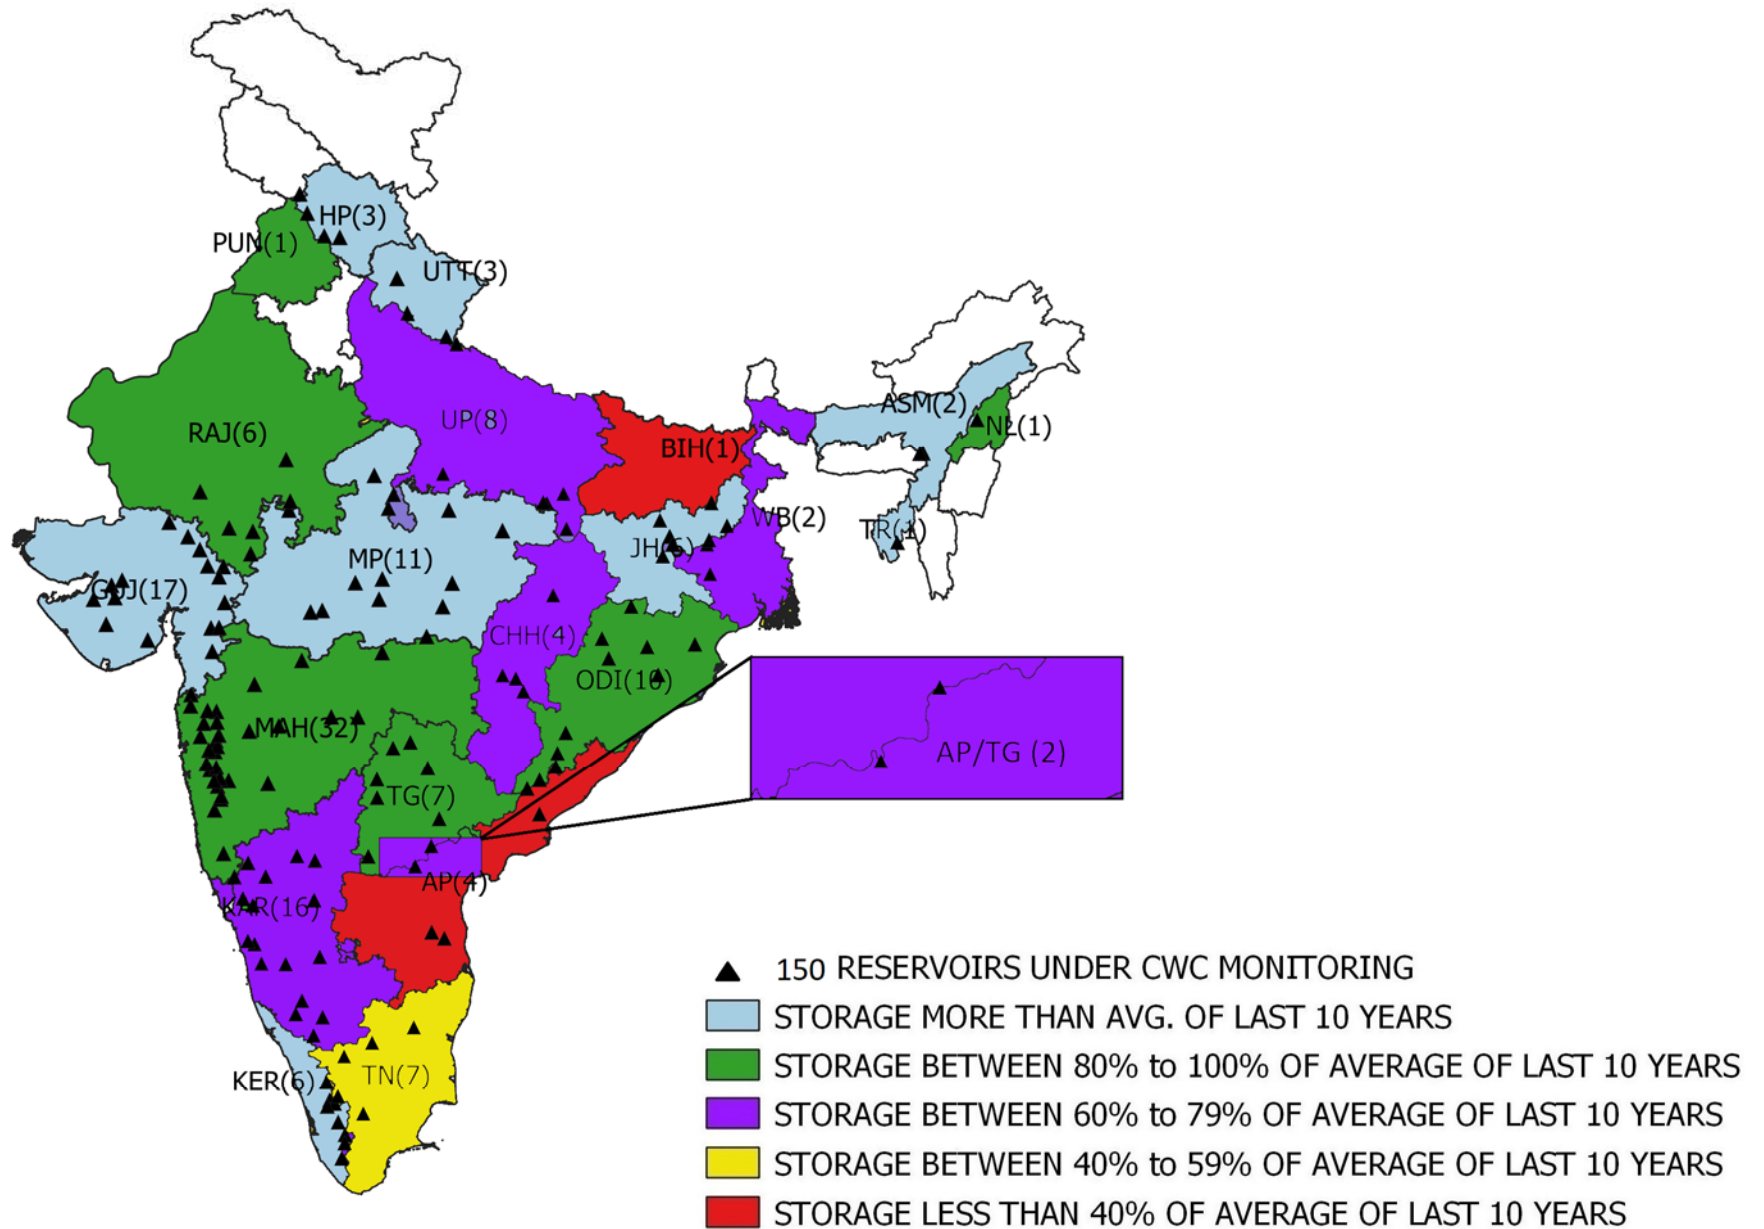 HP(3)
PUN(1)
UTT(3)
ASM(2)
UP(8)
NL(1)
RAJ(6)
BIH(1)
WB(2)
TR(1)
JH(6)
MP(11)
GUJ(17)
CHH(4)
ODI(10)
MAH(32)
AP/TG (2)
TG(7)
AP(4)
KAR(16)
KER(6)
TN(7)
150 RESERVOIRS UNDER CWC MONITORING
STORAGE MORE THAN AVG. OF LAST 10 YEARS
STORAGE BETWEEN 80% to 100% OF AVERAGE OF LAST 10 YEARS
STORAGE BETWEEN 60% to 79% OF AVERAGE OF LAST 10 YEARS
STORAGE BETWEEN 40% to 59% OF AVERAGE OF LAST 10 YEARS
STORAGE LESS THAN 40% OF AVERAGE OF LAST 10 YEARS